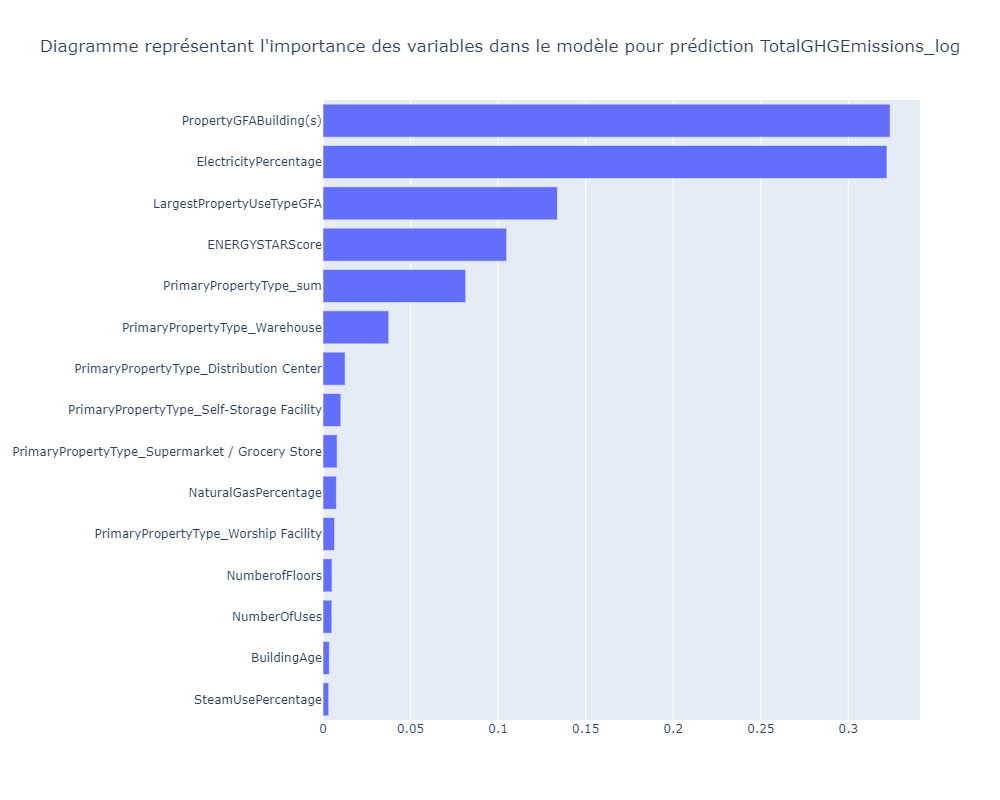 Diagramme représentant l'importance des variables dans le modèle pour prédiction TotalGHGEmissions_log
PropertyGFABuilding(s)
ElectricityPercentage
LargestPropertyUseTypeGFA
ENERGYSTARScore
PrimaryPropertyType_sum
PrimaryPropertyType_Warehouse
PrimaryPropertyType_Distribution Center
PrimaryPropertyType_Self-Storage Facility
PrimaryPropertyType_Supermarket / Grocery Store
NaturalGasPercentage
PrimaryPropertyType_Worship Facility
NumberofFloors
NumberOfUses
BuildingAge
SteamUsePercentage
0 0.05 0.1 0.15 0.2 0.25 0.3